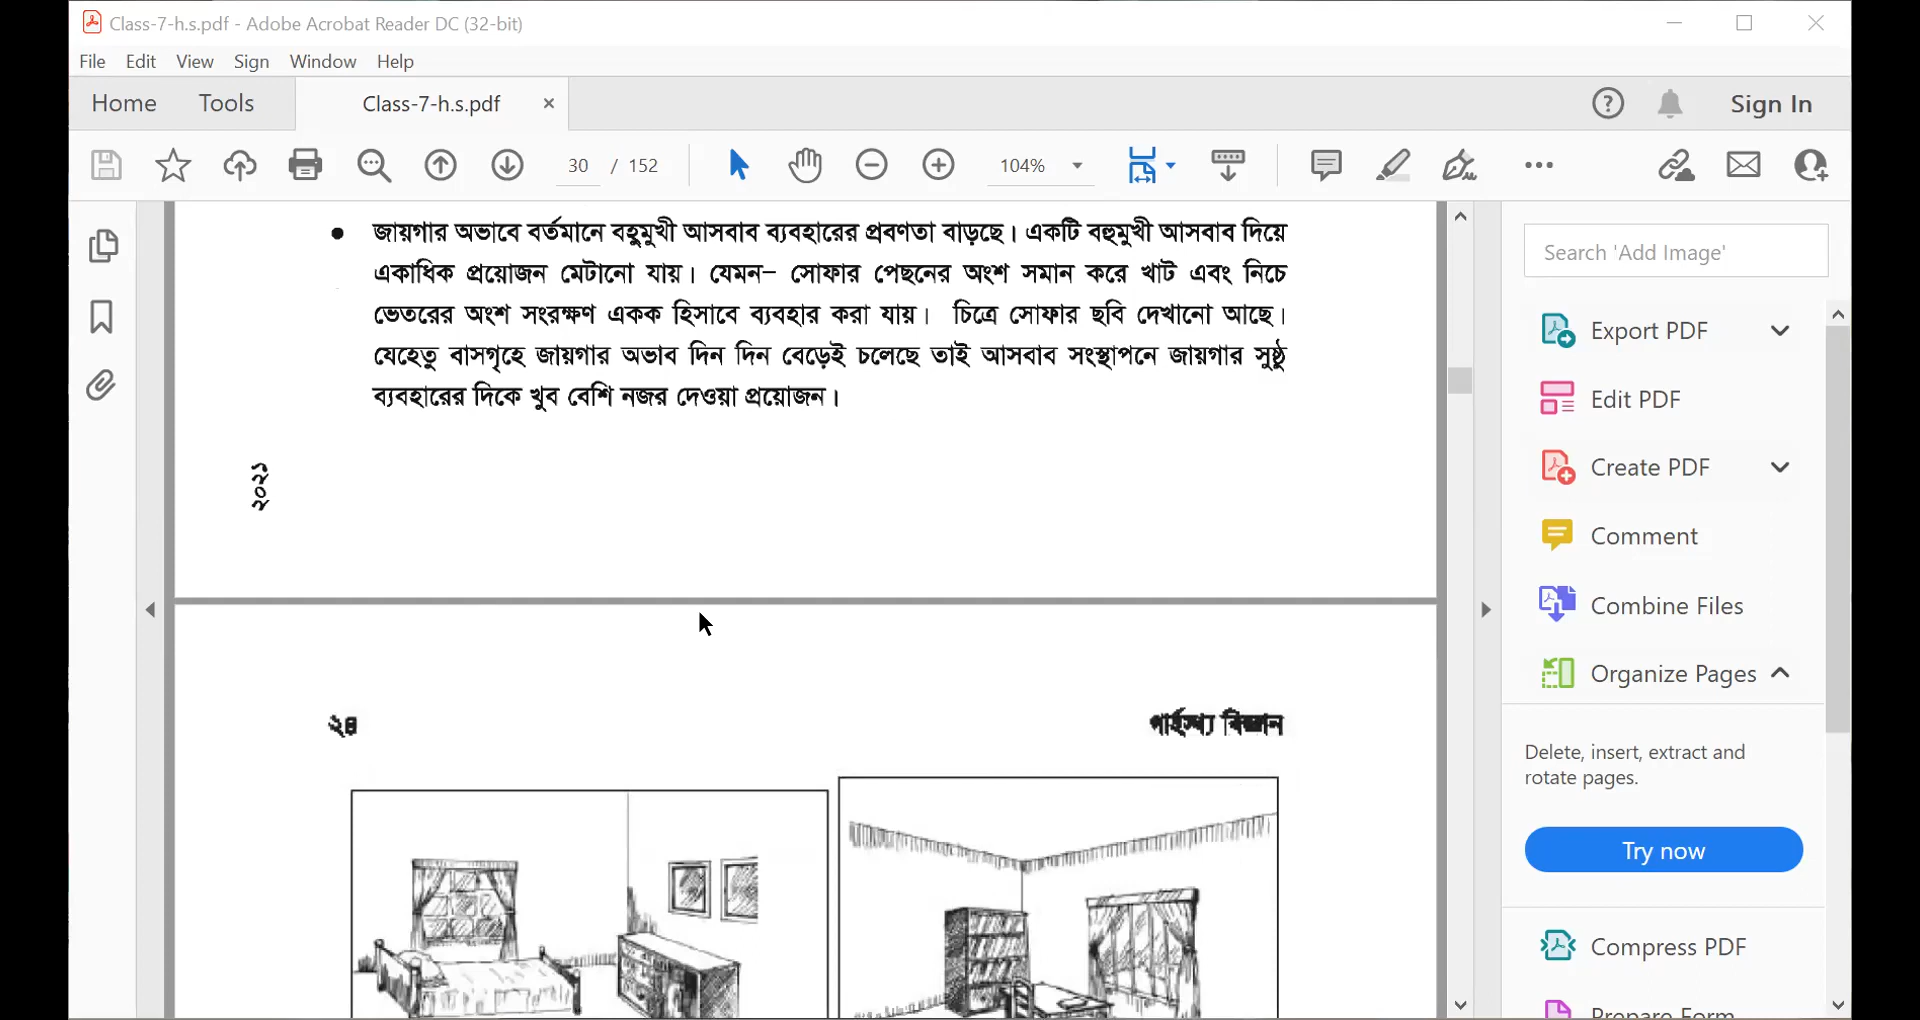 Class-7-h.s.pdf - Adobe Acrobat Reader DC (32-bit)
File Edit View Sign Window Help
Home Tools Class-7-h.s.pdf × Sign In
30 / 152 104%
জায়গার অভাবে বর্তমানে বহুমুখী আসবাব ব্যবহারের প্রবণতা বাড়ছে। একটি বহুমুখী আসবাব দিয়ে
একাধিক প্রয়োজন মেটানো যায়। যেমন– সোফার পেছনের অংশ সমান করে খাট এবং নিচে
ভেতরের অংশ সংরক্ষণ একক হিসাবে ব্যবহার করা যায়। চিত্রে সোফার ছবি দেখানো আছে।
যেহেতু বাসগৃহে জায়গার অভাব দিন দিন বেড়েই চলেছে তাই আসবাব সংস্থাপনে জায়গার সুষ্ঠু
ব্যবহারের দিকে খুব বেশি নজর দেওয়া প্রয়োজন।
২০২১
২৪ গার্হস্থ্য বিজ্ঞান
Search 'Add Image'
Export PDF
Edit PDF
Create PDF
Comment
Combine Files
Organize Pages
Delete, insert, extract and
rotate pages.
Try now
Compress PDF
Prepare Form